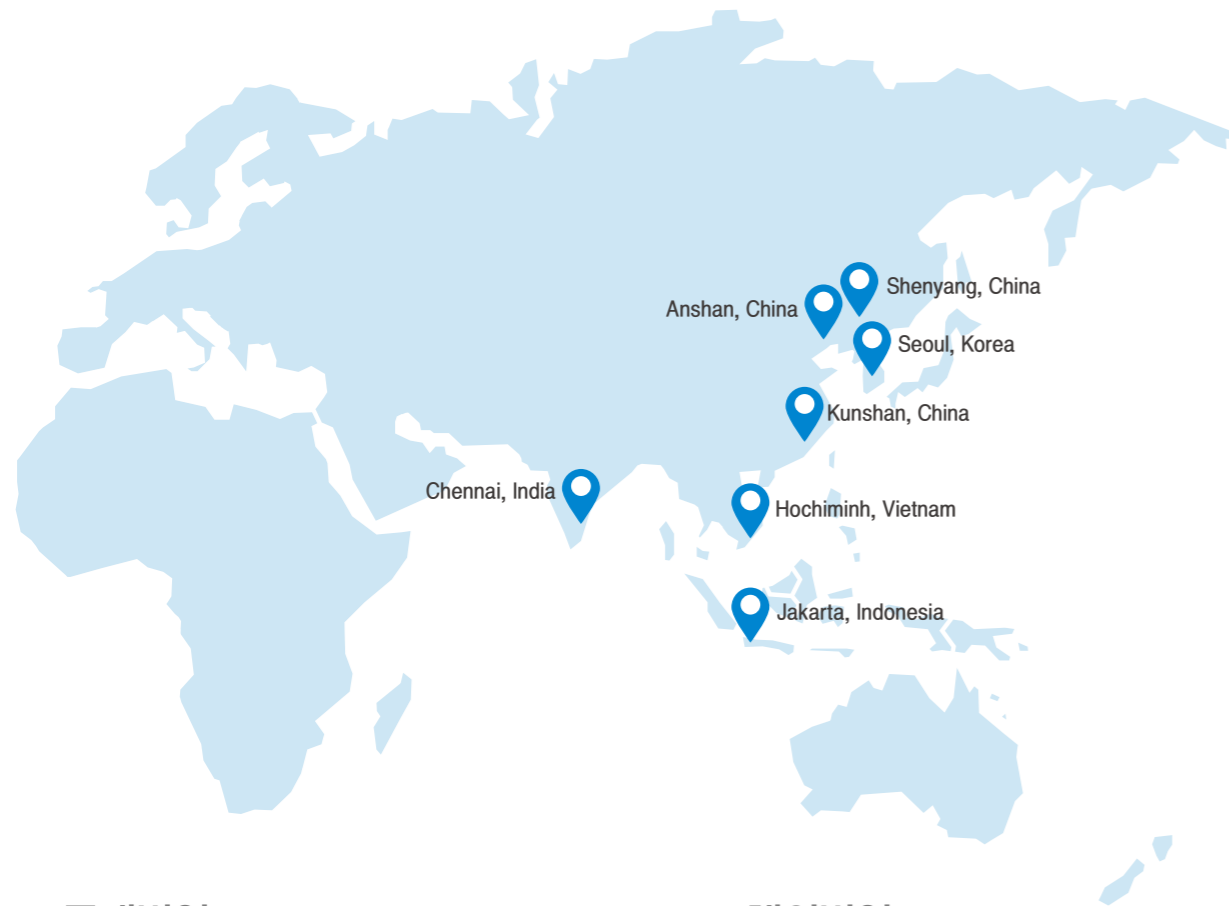 Shenyang, China
Anshan, China
Seoul, Korea
Kunshan, China
Chennai, India
Hochiminh, Vietnam
Jakarta, Indonesia